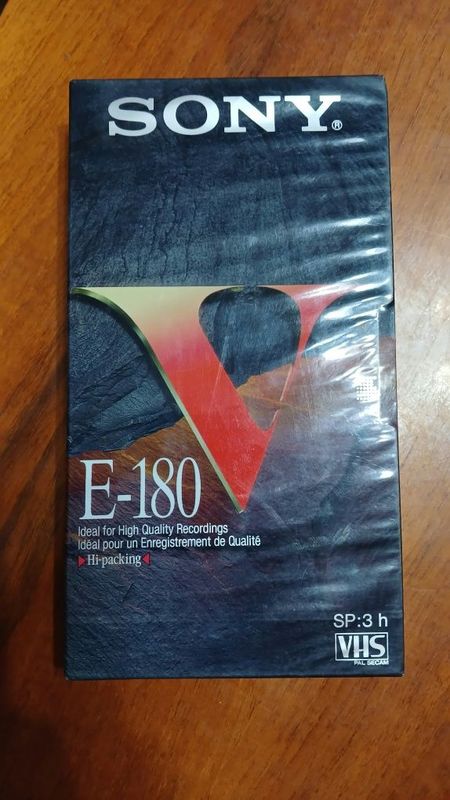 SONY®
V
E-180
Ideal for High Quality Recordings
Idéal pour un Enregistrement de Qualité
Hi-packing
SP:3 h
VHS
PAL SECAM